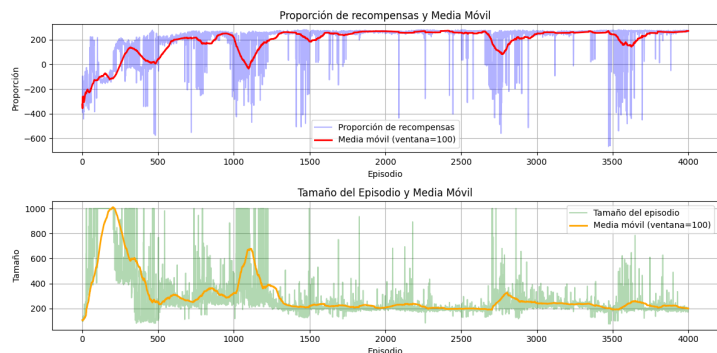 Proporción de recompensas y Media Móvil
Proporción
200
0
−200
−400
−600
Proporción de recompensas
Media móvil (ventana=100)
0 500 1000 1500 2000 2500 3000 3500 4000
Episodio
Tamaño del Episodio y Media Móvil
Tamaño
1000
800
600
400
200
Tamaño del episodio
Media móvil (ventana=100)
0 500 1000 1500 2000 2500 3000 3500 4000
Episodio